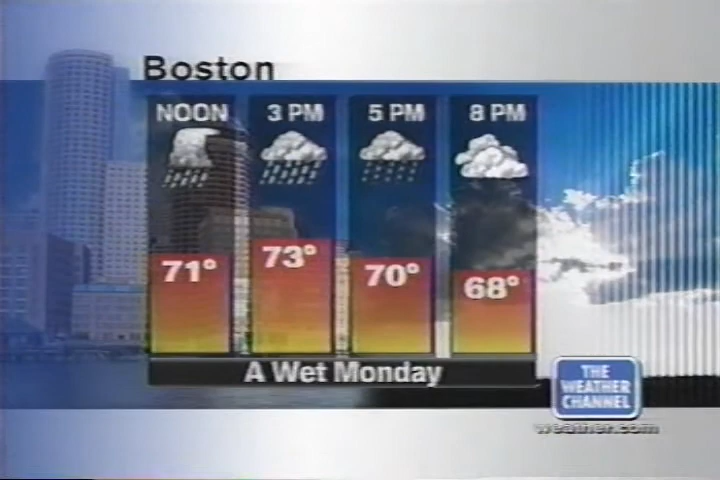 Boston
NOON 3 PM 5 PM 8 PM
71° 73° 70° 68°
A Wet Monday
THE
WEATHER
CHANNEL
weather.com